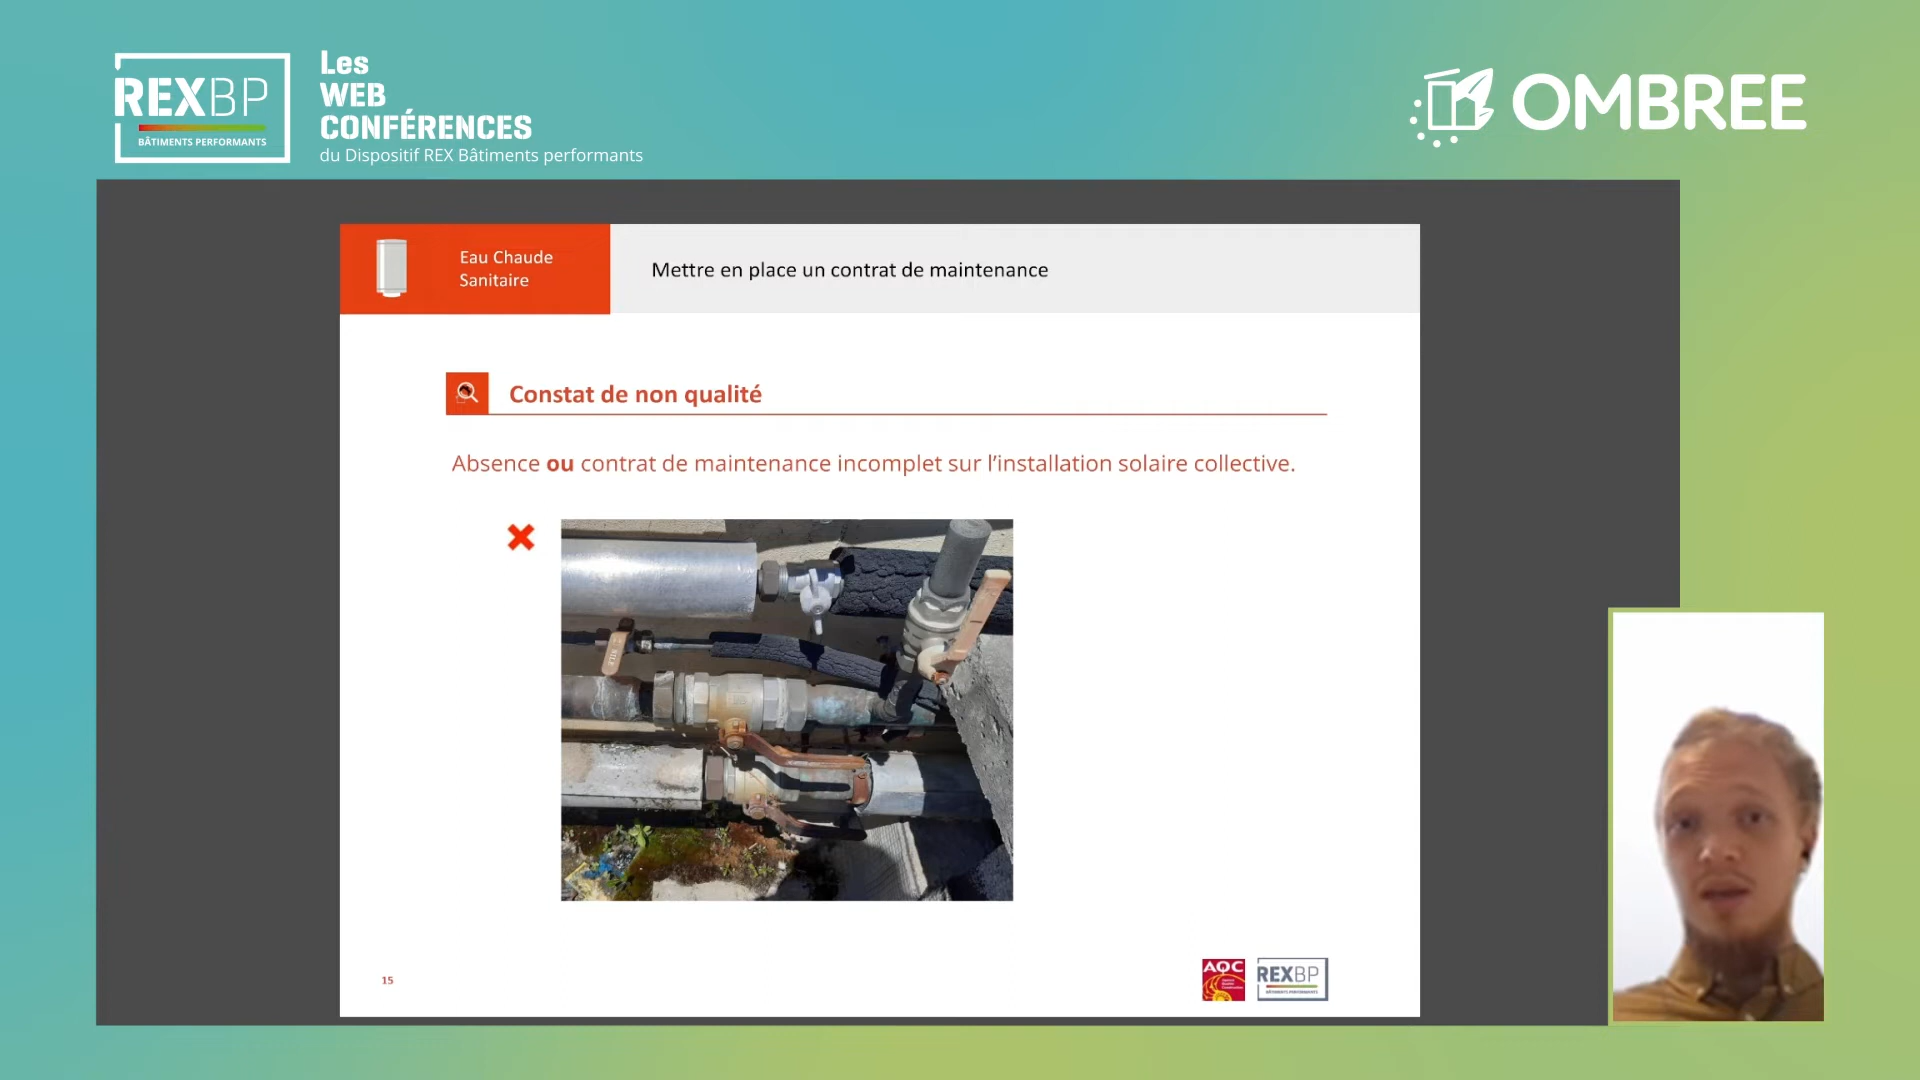 REXBP
BÂTIMENTS PERFORMANTS
Les
WEB
CONFÉRENCES
du Dispositif REX Bâtiments performants
OMBREE
Eau Chaude
Sanitaire
Mettre en place un contrat de maintenance
Constat de non qualité
Absence ou contrat de maintenance incomplet sur l'installation solaire collective.
15
AQC
REXBP
BÂTIMENTS PERFORMANTS